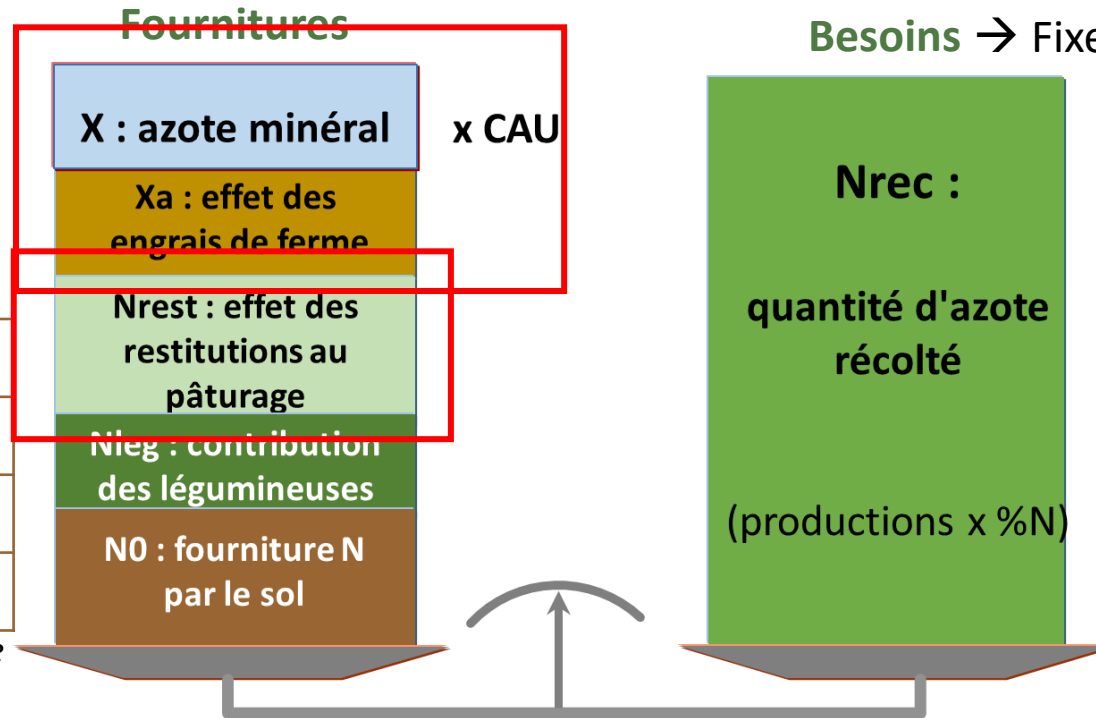 Fournitures
X : azote minéral
x CAU
Xa : effet des
engrais de ferme
Nrest : effet des
restitutions au
pâturage
Nleg : contribution
des légumineuses
N0 : fourniture N
par le sol
Besoins → Fixe
Nrec :
quantité d'azote
récolté
(productions x %N)